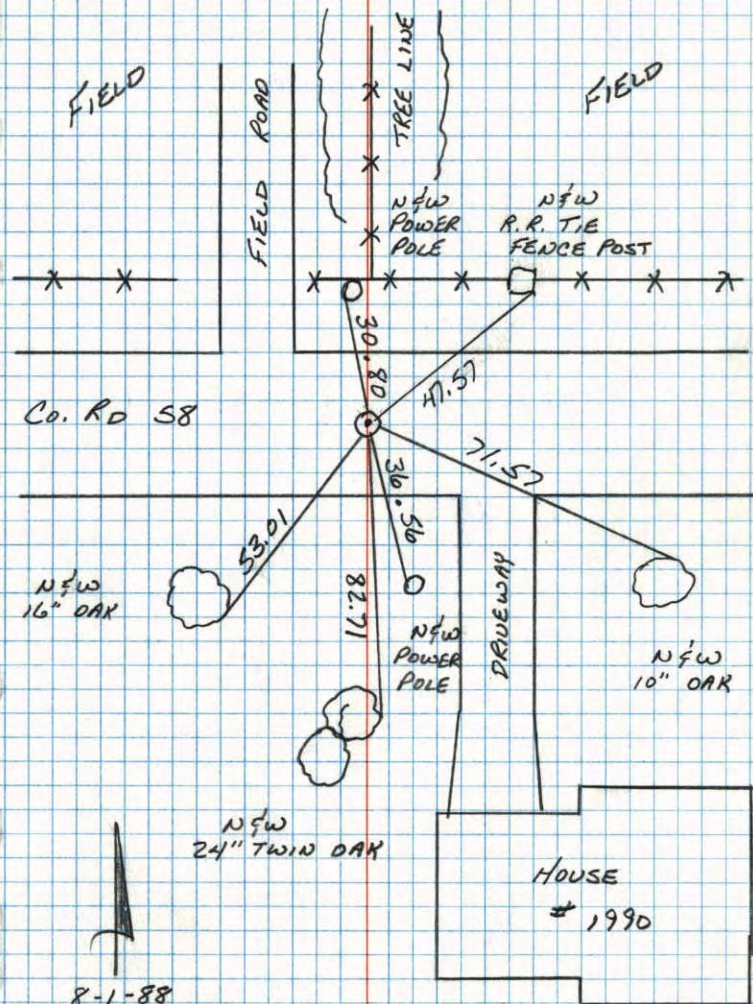 FIELD
FIELD ROAD
TREE LINE
FIELD
N&W
POWER
POLE
N&W
R.R. TIE
FENCE POST
30.80
47.57
CO. RD 58
71.57
53.01
36.56
82.71
N&W
16" OAK
N&W
POWER
POLE
DRIVEWAY
N&W
10" OAK
N&W
24" TWIN OAK
HOUSE
# 1990
8-1-88